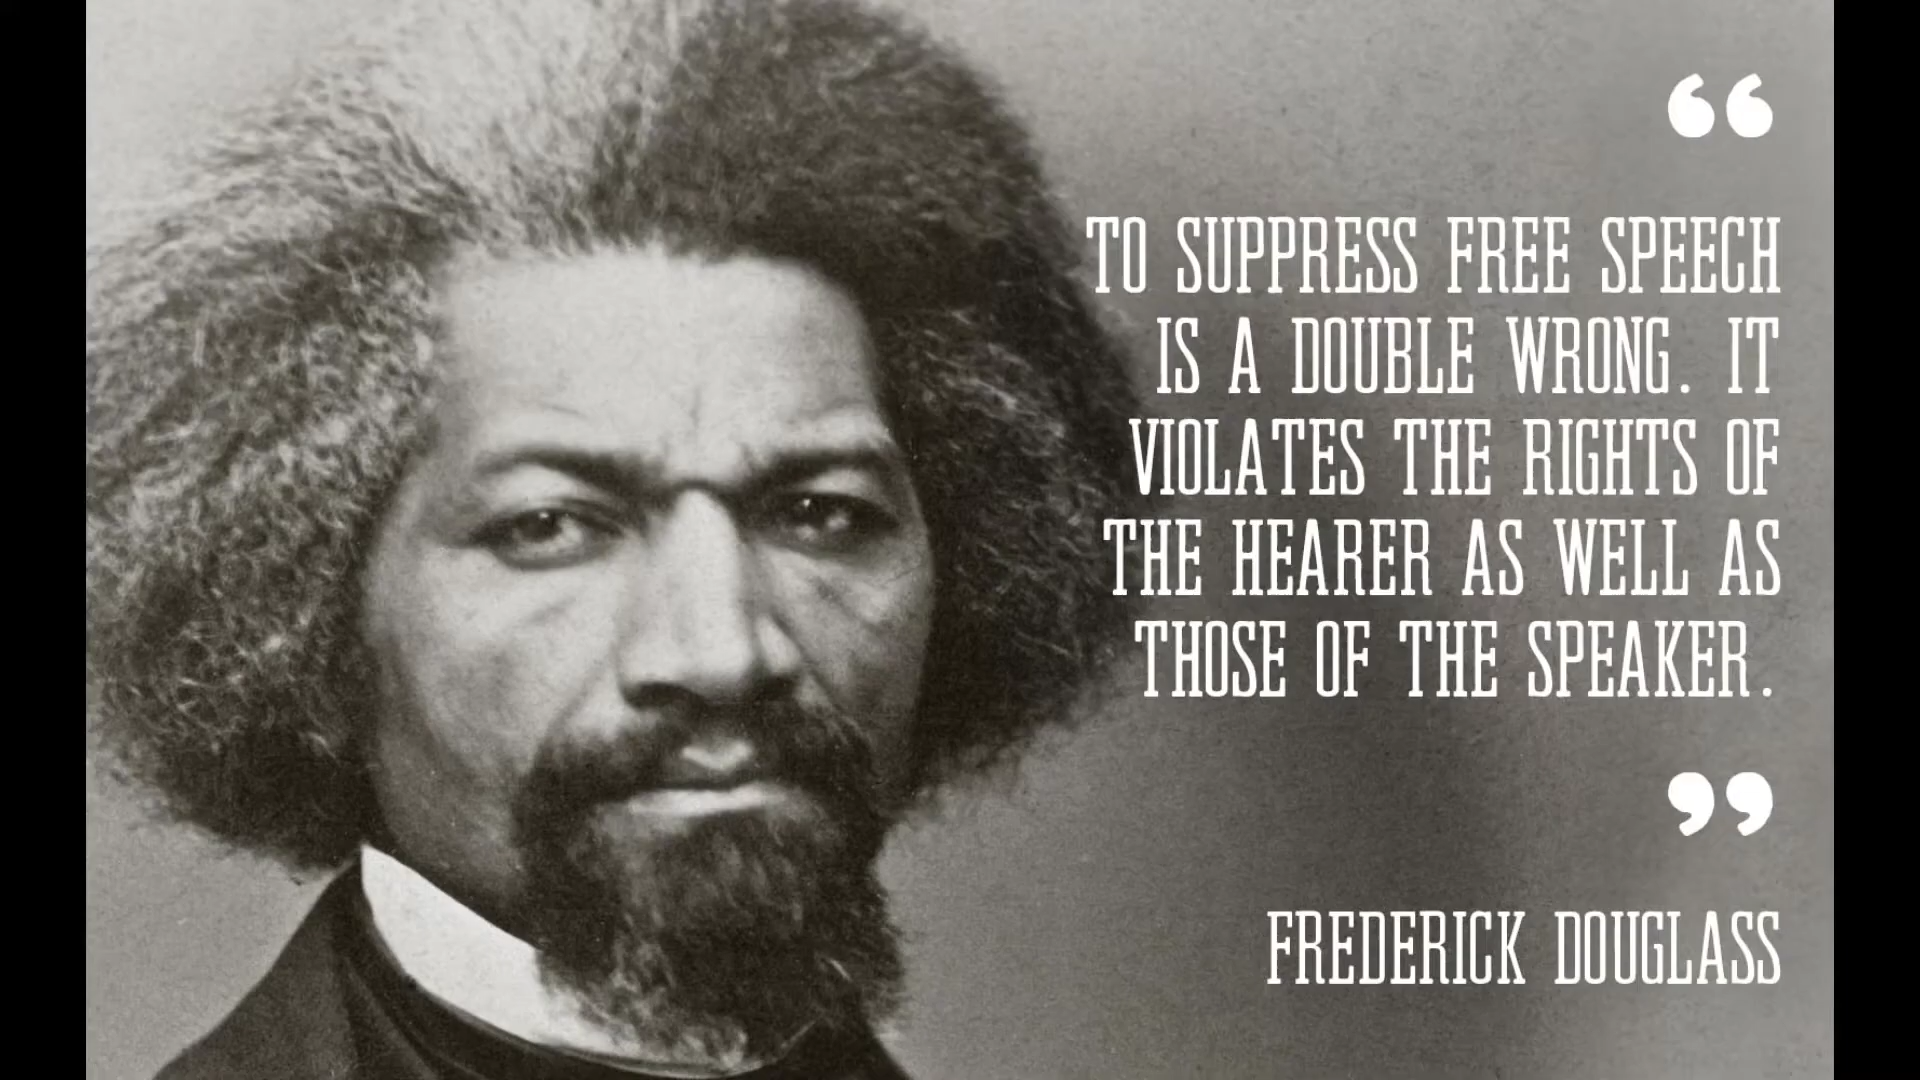 “
TO SUPPRESS FREE SPEECH
IS A DOUBLE WRONG. IT
VIOLATES THE RIGHTS OF
THE HEARER AS WELL AS
THOSE OF THE SPEAKER.
”
FREDERICK DOUGLASS